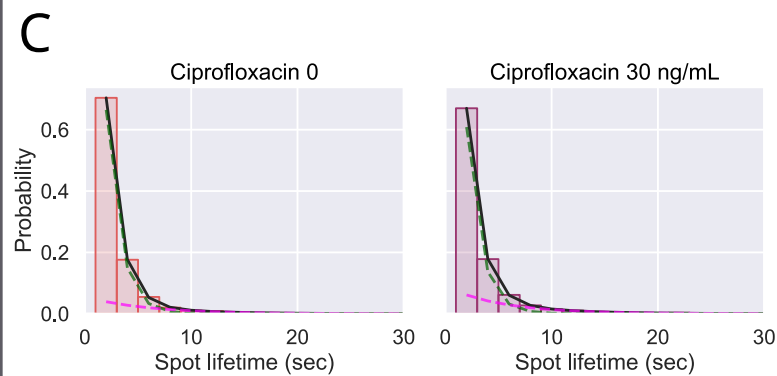 C
Ciprofloxacin 0
Ciprofloxacin 30 ng/mL
Probability
0.6
0.4
0.2
0.0
0 10 20 30
0 10 20 30
Spot lifetime (sec)
Spot lifetime (sec)